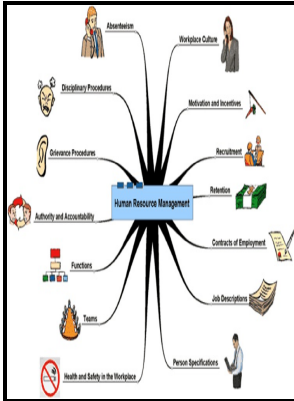 Absenteeism
Workplace Culture
Disciplinary Procedures
Motivation and Incentives
Grievance Procedures
Recruitment
Retention
Human Resource Management
Authority and Accountability
Contracts of Employment
Functions
Job Descriptions
Teams
Person Specifications
Health and Safety in the Workplace